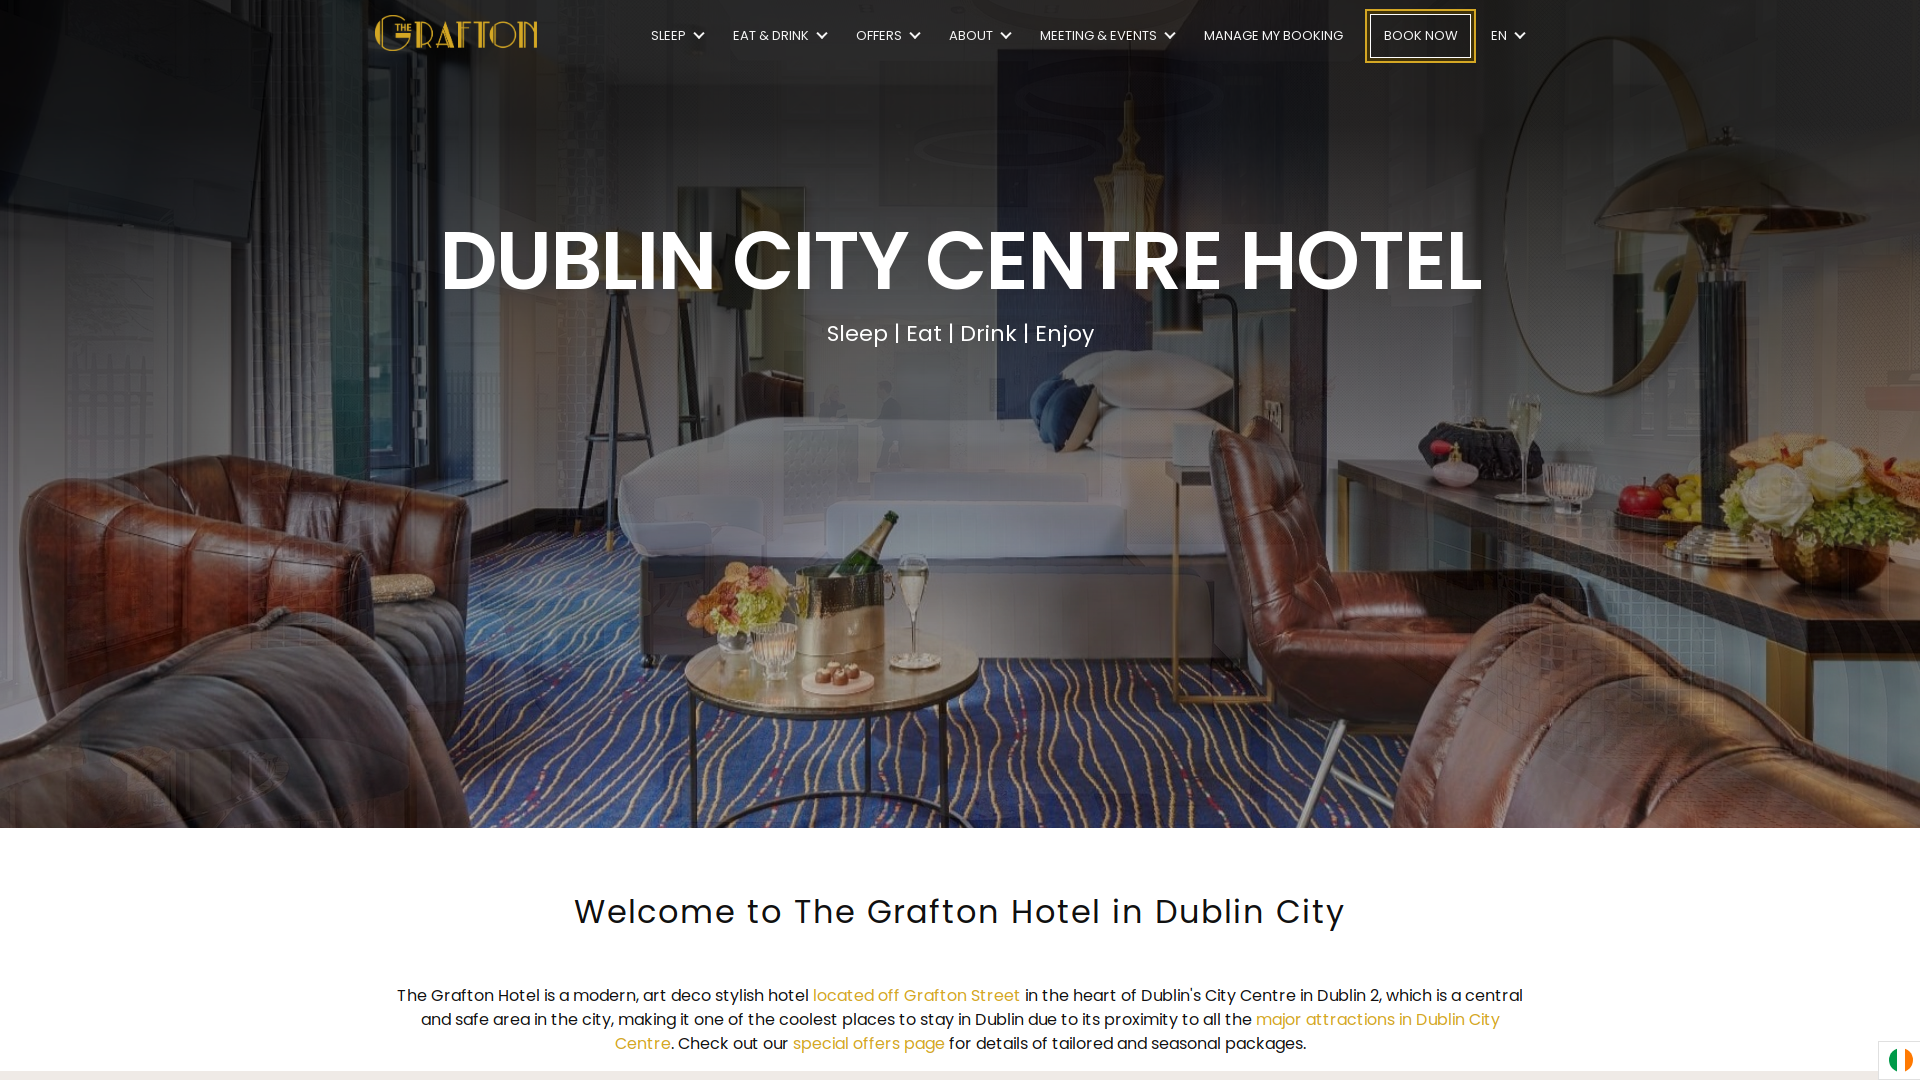 THE GRAFTON
SLEEP
EAT & DRINK
OFFERS
ABOUT
MEETING & EVENTS
MANAGE MY BOOKING
BOOK NOW
EN
DUBLIN CITY CENTRE HOTEL
Sleep | Eat | Drink | Enjoy
Welcome to The Grafton Hotel in Dublin City
The Grafton Hotel is a modern, art deco stylish hotel located off Grafton Street in the heart of Dublin's City Centre in Dublin 2, which is a central
and safe area in the city, making it one of the coolest places to stay in Dublin due to its proximity to all the major attractions in Dublin City
Centre. Check out our special offers page for details of tailored and seasonal packages.